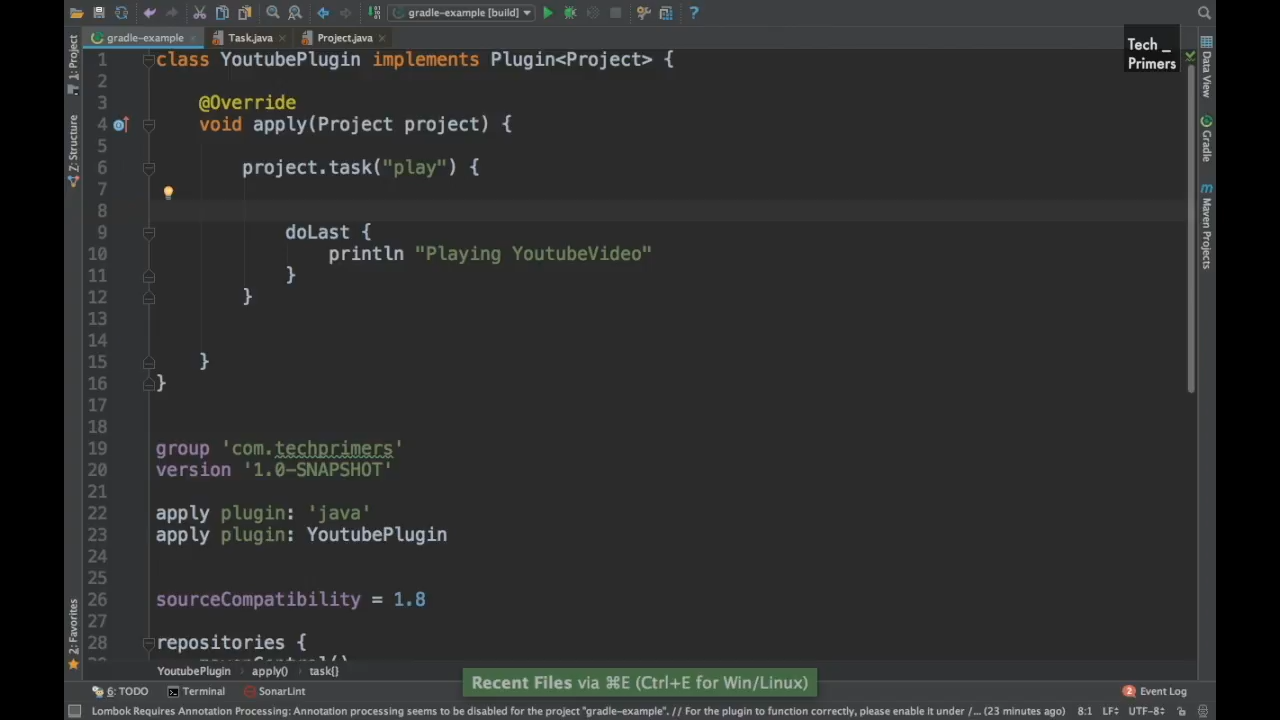 gradle-example [build]
gradle-example
Task.java
Project.java
Tech _
Primers
1: Project
Z: Structure
2: Favorites
Data View
Gradle
Maven Projects
1 class YoutubePlugin implements Plugin<Project> {
2
3 @Override
4 void apply(Project project) {
5
6 project.task("play") {
7
8
9 doLast {
10 println "Playing YoutubeVideo"
11 }
12 }
13
14
15 }
16 }
17
18
19 group 'com.techprimers'
20 version '1.0-SNAPSHOT'
21
22 apply plugin: 'java'
23 apply plugin: YoutubePlugin
24
25
26 sourceCompatibility = 1.8
27
28 repositories {
mavenCentral()
YoutubePlugin apply() task{}
Recent Files via ⌘E (Ctrl+E for Win/Linux)
6: TODO Terminal SonarLint 2 Event Log
Lombok Requires Annotation Processing: Annotation processing seems to be disabled for the project "gradle-example". // For the plugin to function correctly, please enable it under /... (23 minutes ago) 8:1 LF÷ UTF-8÷